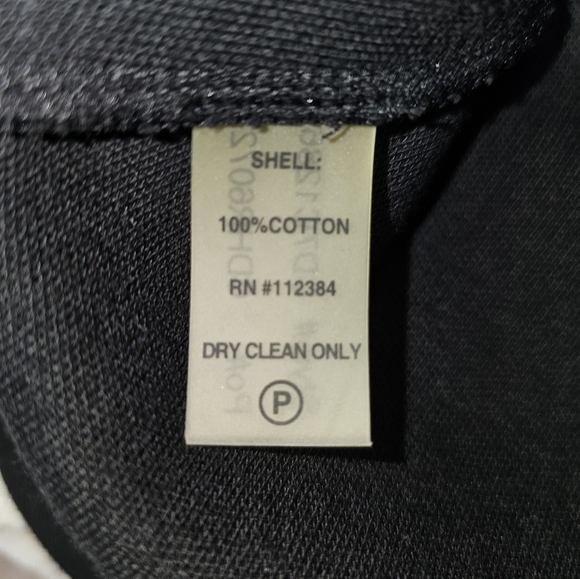 SHELL:
100%COTTON
RN #112384
DRY CLEAN ONLY
P